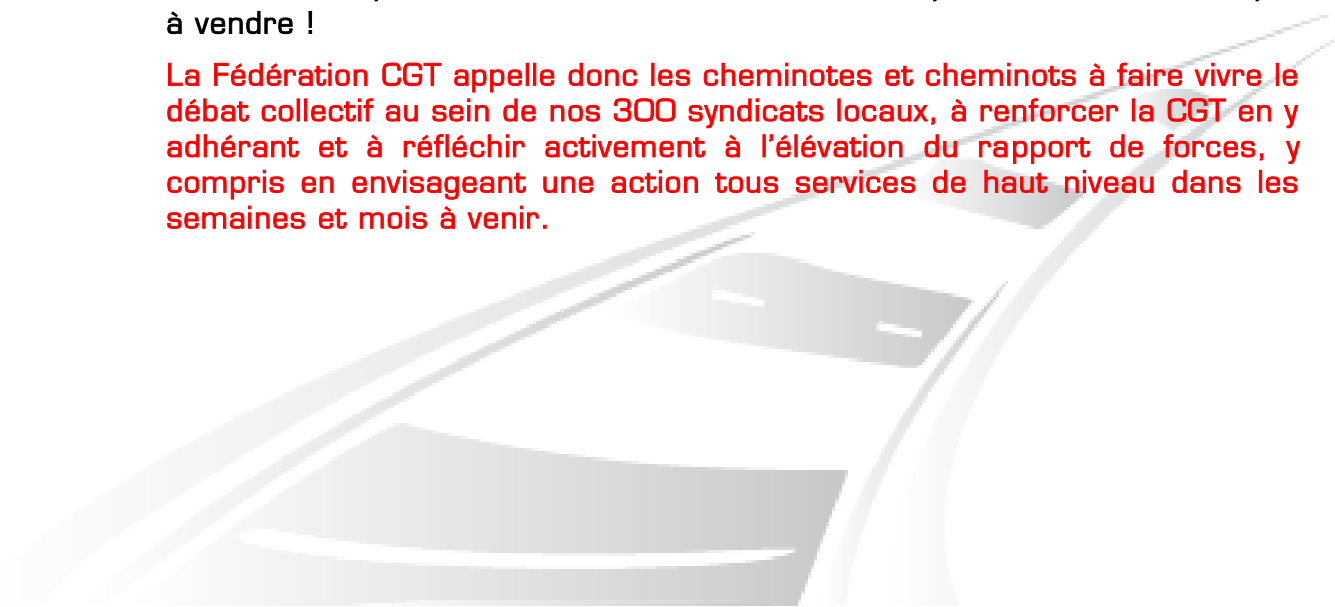 à vendre !
La Fédération CGT appelle donc les cheminotes et cheminots à faire vivre le
débat collectif au sein de nos 300 syndicats locaux, à renforcer la CGT en y
adhérant et à réfléchir activement à l'élévation du rapport de forces, y
compris en envisageant une action tous services de haut niveau dans les
semaines et mois à venir.